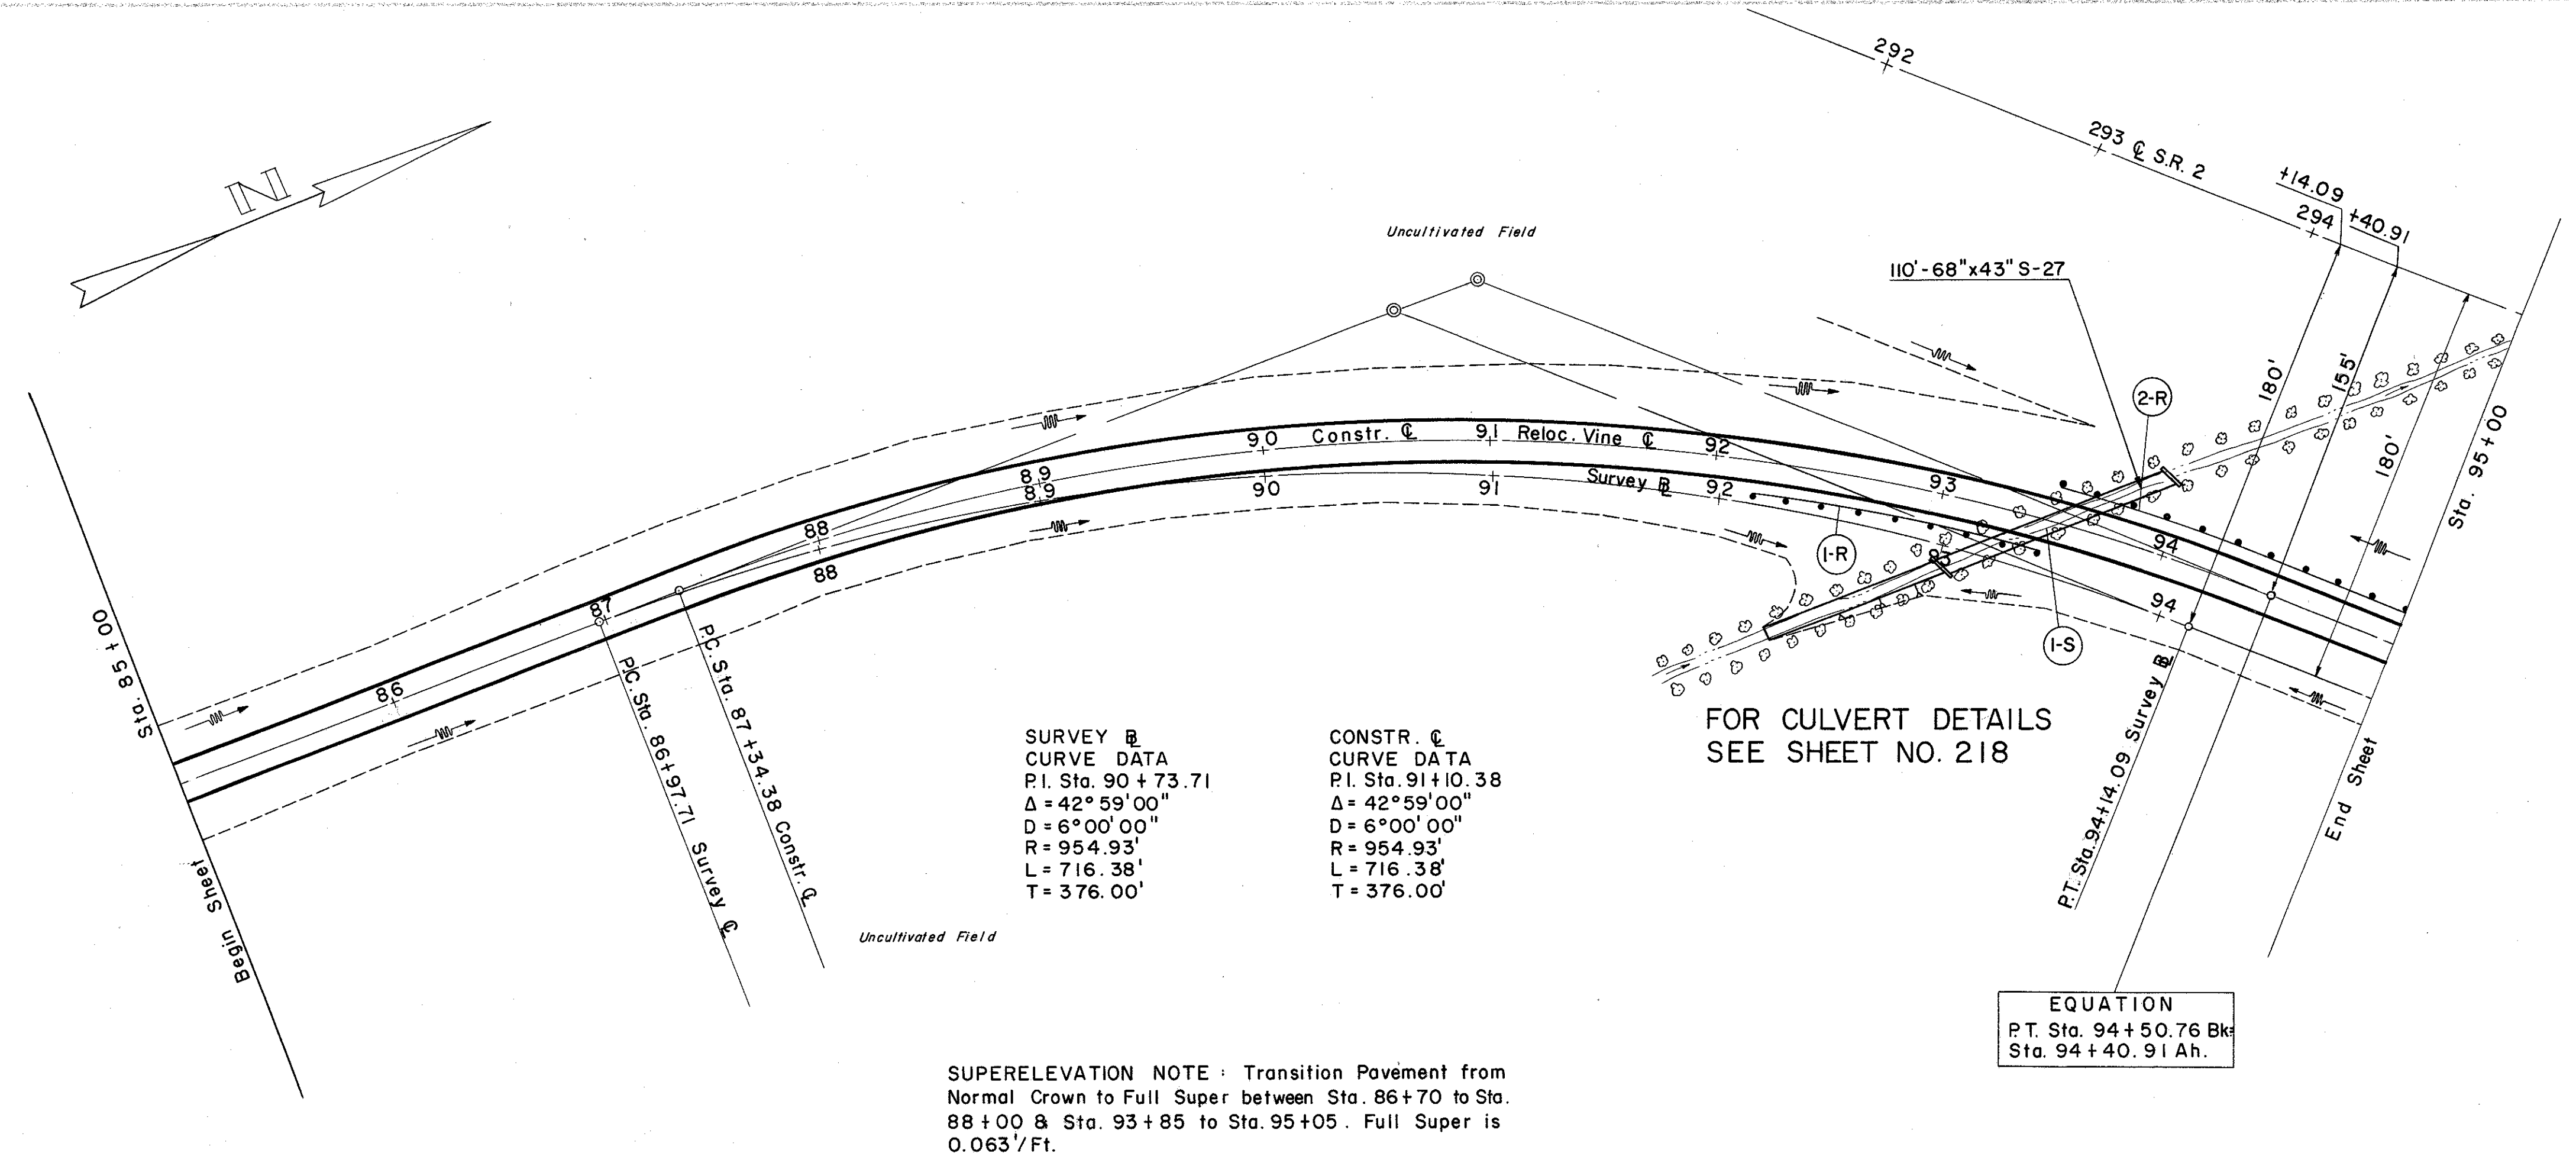 292
293 ℄ S.R. 2
+14.09
294
+40.91
N
Uncultivated Field
110'-68"x43" S-27
180'
155'
180'
2-R
Sta. 95+00
End Sheet
Sta. 85+00
Begin Sheet
86
87
88
89
90
Constr. ℄
91
Reloc. Vine ℄
92
93
94
88
89
90
91
Survey ⅊
92
93
94
1-R
1-S
P.C. Sta. 86+97.71 Survey ℄
P.C. Sta. 87+34.38 Constr. ℄
P.T. Sta. 94+14.09 Survey BL
SURVEY BL
CURVE DATA
P.I. Sta. 90+73.71
Δ = 42°59'00"
D = 6°00'00"
R = 954.93'
L = 716.38'
T = 376.00'
CONSTR. ℄
CURVE DATA
P.I. Sta. 91+10.38
Δ = 42°59'00"
D = 6°00'00"
R = 954.93'
L = 716.38'
T = 376.00'
FOR CULVERT DETAILS
SEE SHEET NO. 218
Uncultivated Field
EQUATION
P.T. Sta. 94+50.76 Bk=
Sta. 94+40.91 Ah.
SUPERELEVATION NOTE : Transition Pavement from
Normal Crown to Full Super between Sta. 86+70 to Sta.
88+00 & Sta. 93+85 to Sta. 95+05. Full Super is
0.063'/Ft.